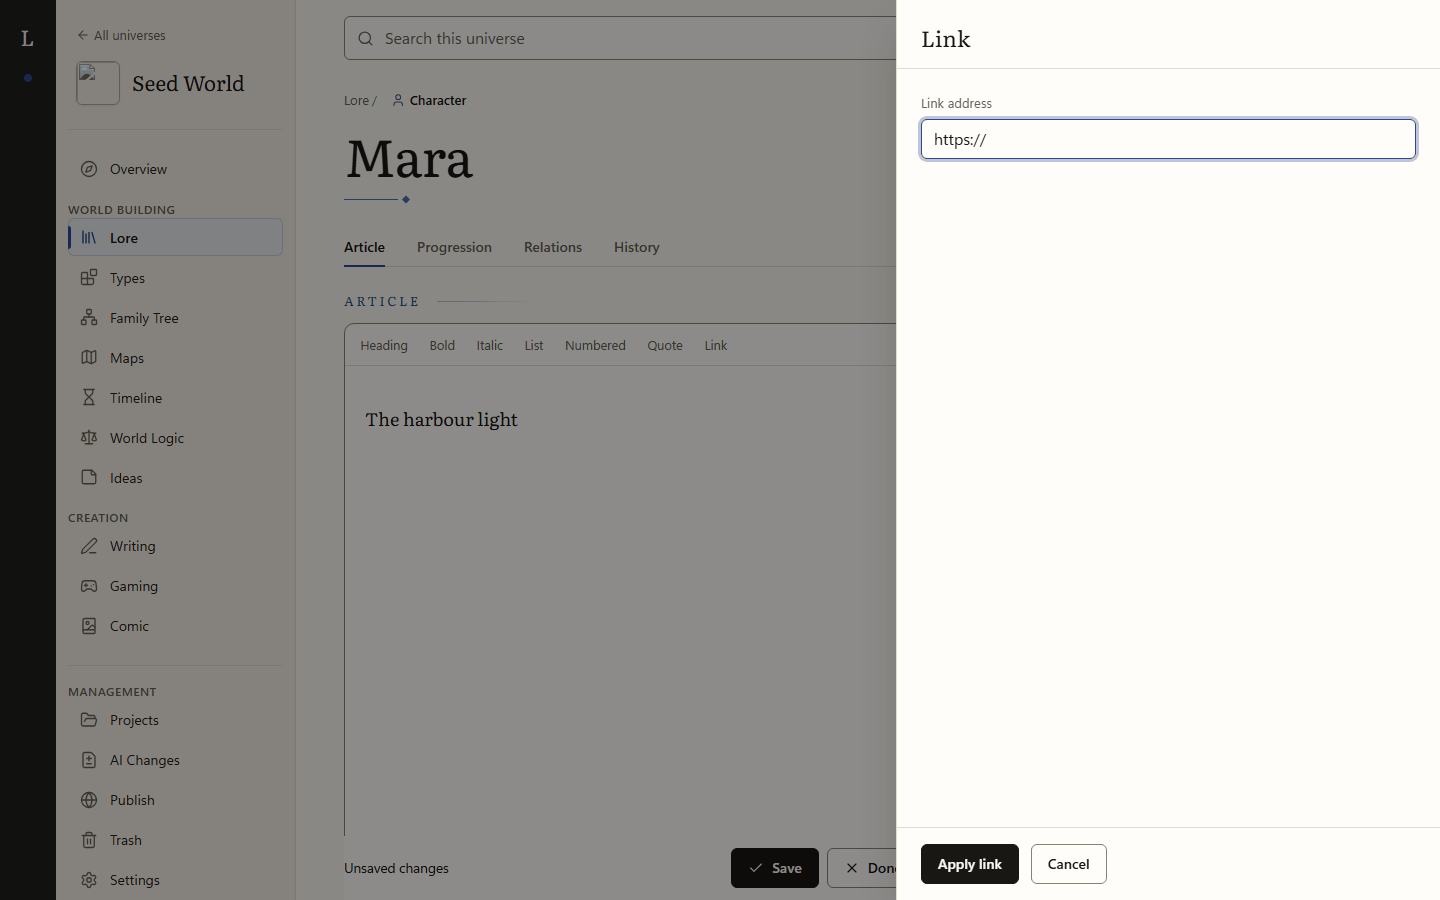 L
All universes
Seed World
Overview
WORLD BUILDING
Lore
Types
Family Tree
Maps
Timeline
World Logic
Ideas
CREATION
Writing
Gaming
Comic
MANAGEMENT
Projects
AI Changes
Publish
Trash
Settings
Search this universe
Lore / Character
Mara
Article Progression Relations History
ARTICLE
Heading Bold Italic List Numbered Quote Link
The harbour light
Unsaved changes
Save
Link
Link address
https://
Apply link
Cancel